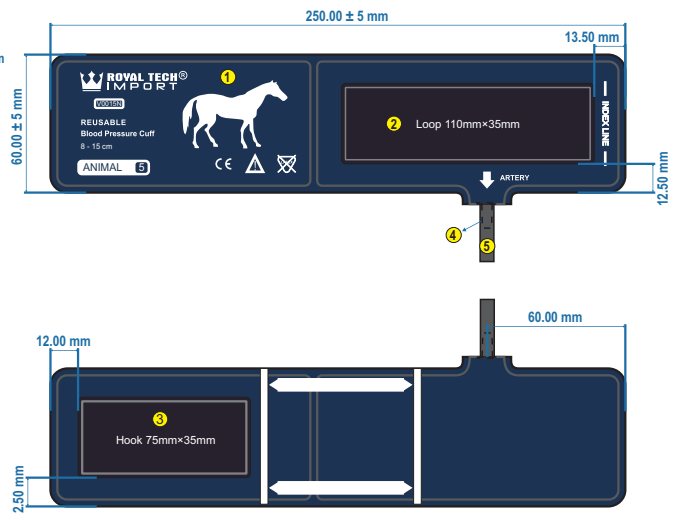 250.00 ± 5 mm
13.50 mm
m
60.00 ± 5 mm
ROYAL TECH®
IMPORT
V0015N
REUSABLE
Blood Pressure Cuff
8 - 15 cm
ANIMAL 5
1
CE
2 Loop 110mm×35mm
INDEX LINE
ARTERY
12.50 mm
4
5
60.00 mm
12.00 mm
3
Hook 75mm×35mm
2.50 mm